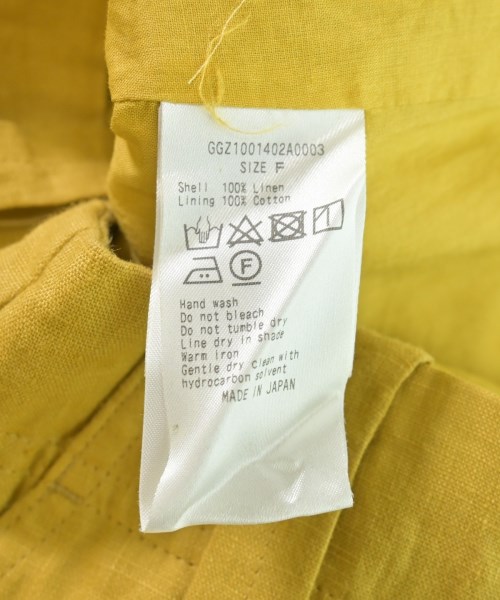 GGZ1001402A0003
SIZE F
Shell 100% Linen
Lining 100% Cotton
F
Hand wash
Do not bleach
Do not tumble dry
Line dry in shade
Warm iron
Gentle dry clean with
hydrocarbon solvent
MADE IN JAPAN